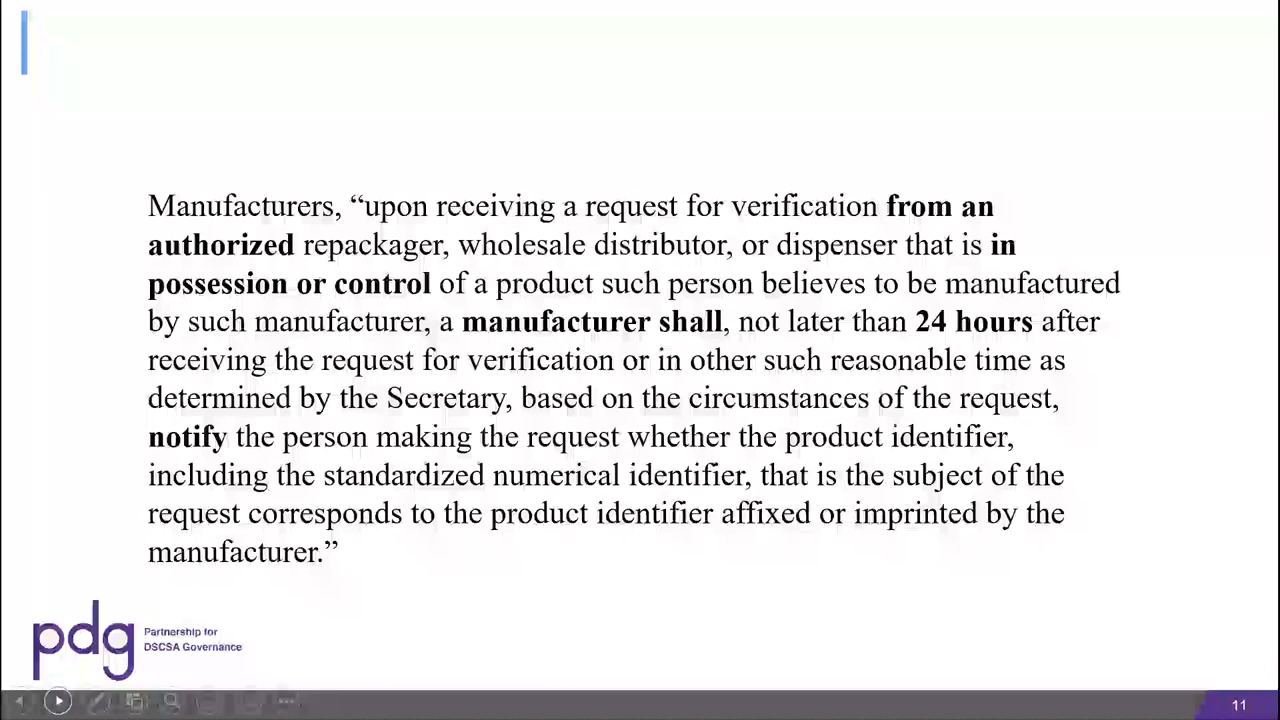 Manufacturers, “upon receiving a request for verification from an
authorized repackager, wholesale distributor, or dispenser that is in
possession or control of a product such person believes to be manufactured
by such manufacturer, a manufacturer shall, not later than 24 hours after
receiving the request for verification or in other such reasonable time as
determined by the Secretary, based on the circumstances of the request,
notify the person making the request whether the product identifier,
including the standardized numerical identifier, that is the subject of the
request corresponds to the product identifier affixed or imprinted by the
manufacturer.”
pdg
Partnership for
DSCSA Governance
11